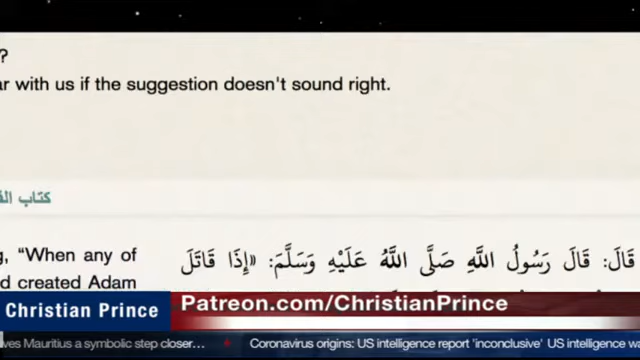 ?
ar with us if the suggestion doesn't sound right.
g, “When any of
قَالَ: قَالَ رَسُولُ اللَّهِ صَلَّى اللَّهُ عَلَيْهِ وَسَلَّمَ: «إِذَا قَاتَلَ
d created Adam
Christian Prince
Patreon.com/ChristianPrince
ves Mauritius a symbolic step closer…
Coronavirus origins: US intelligence report 'inconclusive' US intelligence